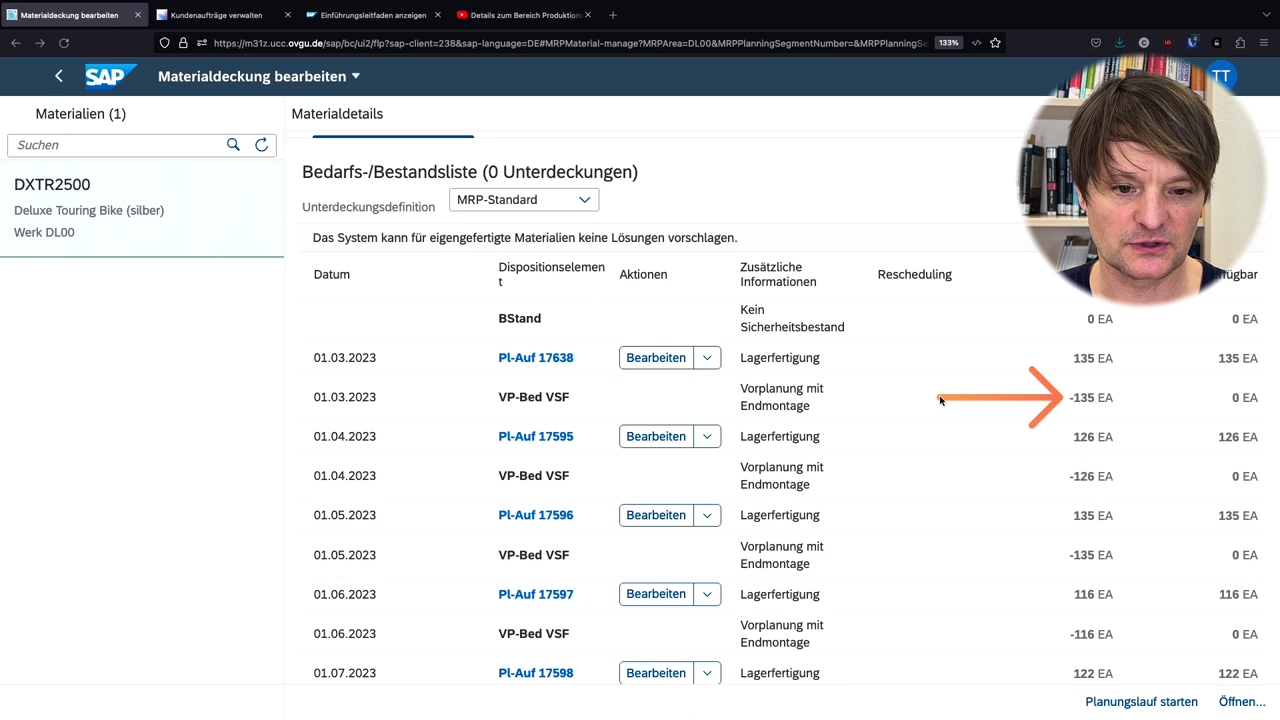 Materialdeckung bearbeiten
Kundenaufträge verwalten
Einführungsleitfaden anzeigen
Details zum Bereich Produktion
https://m31z.ucc.ovgu.de/sap/bc/ui2/flp?sap-client=238&sap-language=DE#MRPMaterial-manage?MRPArea=DL00&MRPPlanningSegmentNumber=&MRPPlanningSe
133%
SAP
Materialdeckung bearbeiten
TT
Materialien (1)
Materialdetails
Suchen
DXTR2500
Deluxe Touring Bike (silber)
Werk DL00
Bedarfs-/Bestandsliste (0 Unterdeckungen)
Unterdeckungsdefinition
MRP-Standard
Das System kann für eigengefertigte Materialien keine Lösungen vorschlagen.
Datum
Dispositionselemen
t
Aktionen
Zusätzliche
Informationen
Rescheduling
BStand
Kein
Sicherheitsbestand
0 EA
0 EA
01.03.2023
Pl-Auf 17638
Bearbeiten
Lagerfertigung
135 EA
135 EA
01.03.2023
VP-Bed VSF
Vorplanung mit
Endmontage
-135 EA
0 EA
01.04.2023
Pl-Auf 17595
Bearbeiten
Lagerfertigung
126 EA
126 EA
01.04.2023
VP-Bed VSF
Vorplanung mit
Endmontage
-126 EA
0 EA
01.05.2023
Pl-Auf 17596
Bearbeiten
Lagerfertigung
135 EA
135 EA
01.05.2023
VP-Bed VSF
Vorplanung mit
Endmontage
-135 EA
0 EA
01.06.2023
Pl-Auf 17597
Bearbeiten
Lagerfertigung
116 EA
116 EA
01.06.2023
VP-Bed VSF
Vorplanung mit
Endmontage
-116 EA
0 EA
01.07.2023
Pl-Auf 17598
Bearbeiten
Lagerfertigung
122 EA
122 EA
Planungslauf starten
Öffnen...